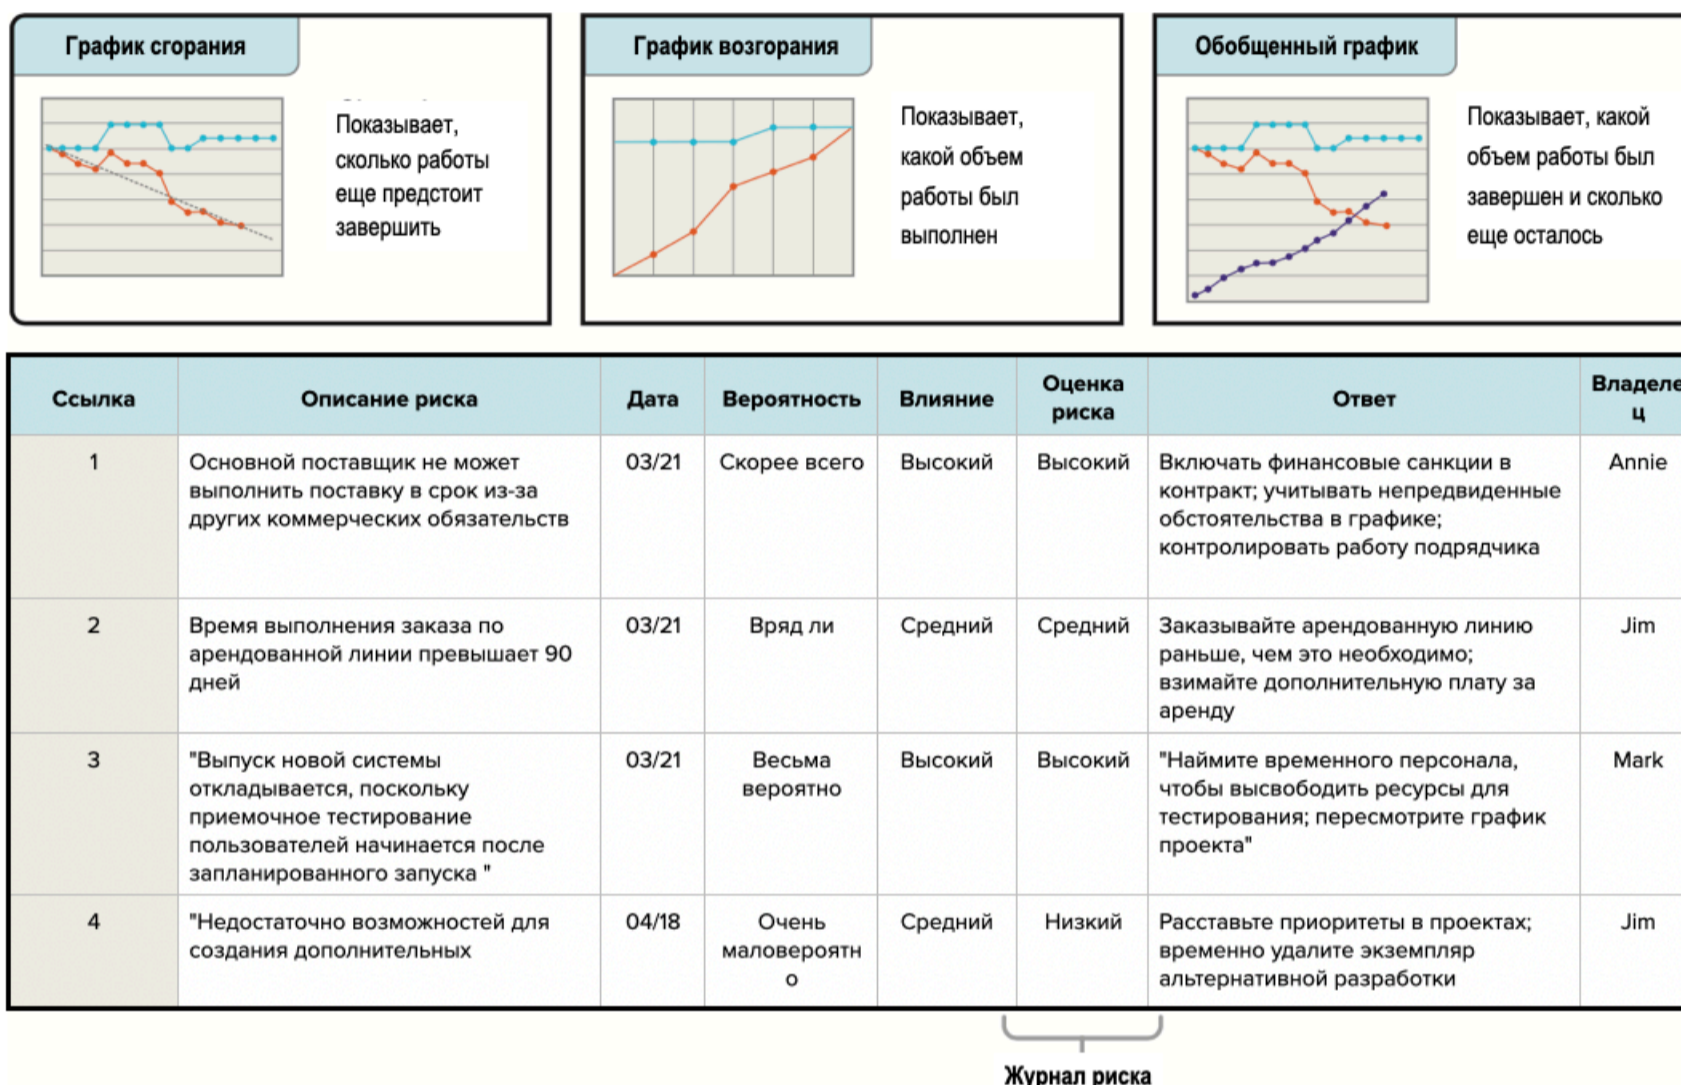 График сгорания
Показывает,
сколько работы
еще предстоит
завершить
График возгорания
Показывает,
какой объем
работы был
выполнен
Обобщенный график
Показывает, какой
объем работы был
завершен и сколько
еще осталось
Ссылка
Описание риска
Дата
Вероятность
Влияние
Оценка
риска
Ответ
Владеле
ц
1
Основной поставщик не может
выполнить поставку в срок из-за
других коммерческих обязательств
03/21
Скорее всего
Высокий
Высокий
Включать финансовые санкции в
контракт; учитывать непредвиденные
обстоятельства в графике;
контролировать работу подрядчика
Annie
2
Время выполнения заказа по
арендованной линии превышает 90
дней
03/21
Вряд ли
Средний
Средний
Заказывайте арендованную линию
раньше, чем это необходимо;
взимайте дополнительную плату за
аренду
Jim
3
"Выпуск новой системы
откладывается, поскольку
приемочное тестирование
пользователей начинается после
запланированного запуска "
03/21
Весьма
вероятно
Высокий
Высокий
"Наймите временного персонала,
чтобы высвободить ресурсы для
тестирования; пересмотрите график
проекта"
Mark
4
"Недостаточно возможностей для
создания дополнительных
04/18
Очень
маловероятн
о
Средний
Низкий
Расставьте приоритеты в проектах;
временно удалите экземпляр
альтернативной разработки
Jim
Журнал риска